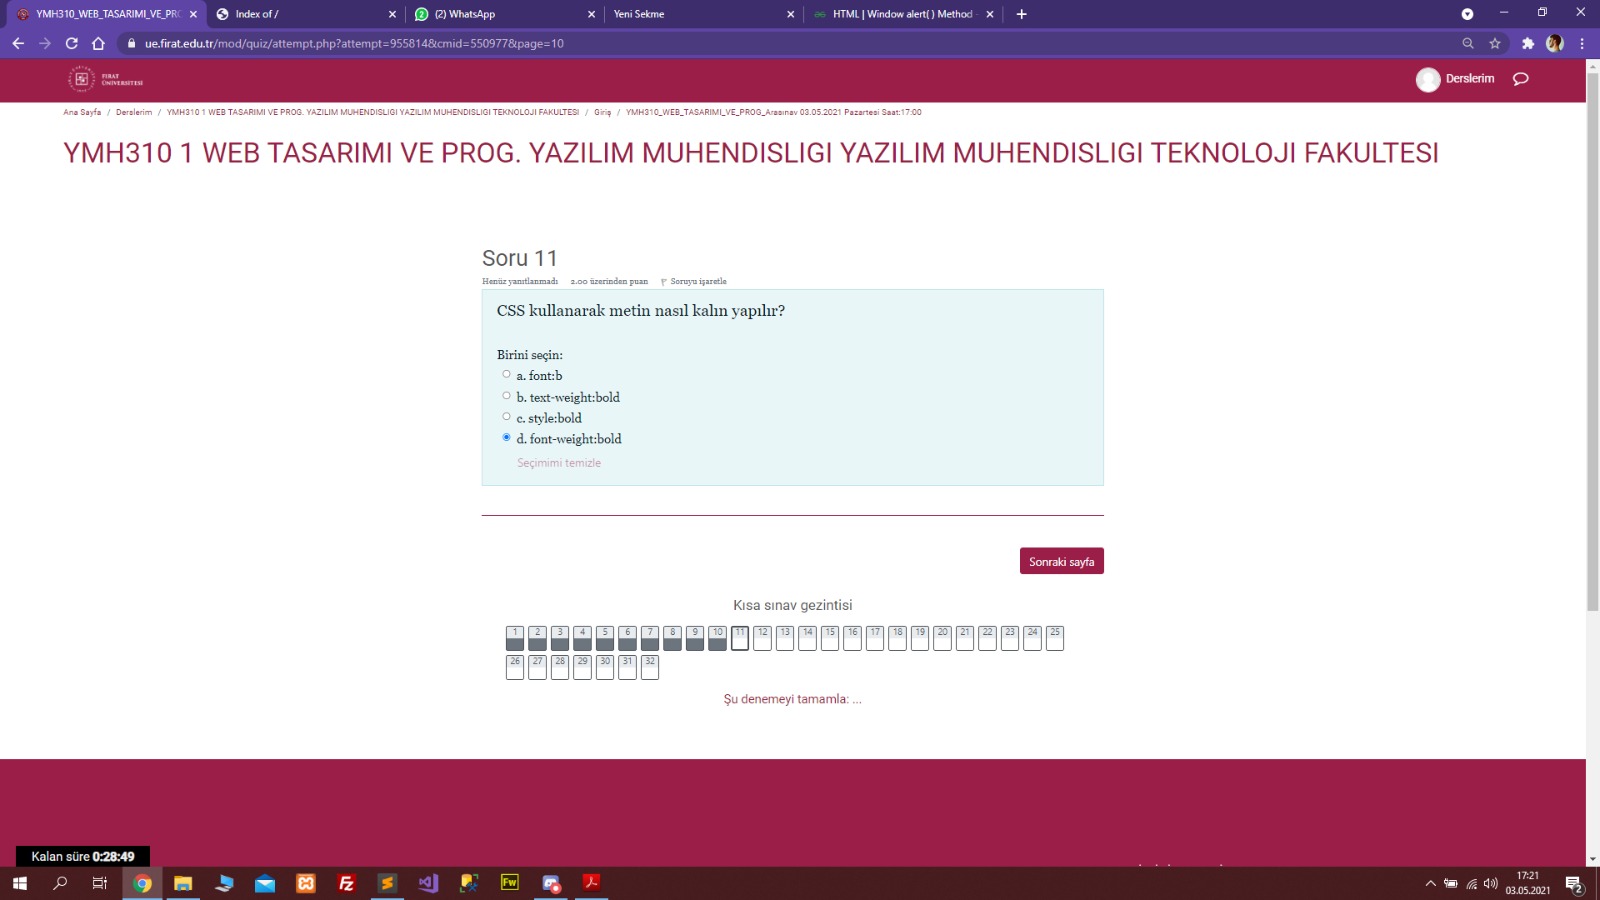 YMH310_WEB_TASARIMI_VE_PRO
Index of /
(2) WhatsApp
Yeni Sekme
HTML | Window alert( ) Method
ue.firat.edu.tr/mod/quiz/attempt.php?attempt=955814&cmid=550977&page=10
FIRAT
ÜNİVERSİTESİ
Derslerim
Ana Sayfa / Derslerim / YMH310 1 WEB TASARIMI VE PROG. YAZILIM MUHENDISLIGI YAZILIM MUHENDISLIGI TEKNOLOJI FAKULTESI / Giriş / YMH310_WEB_TASARIMI_VE_PROG_Arasınav 03.05.2021 Pazartesi Saat:17:00
YMH310 1 WEB TASARIMI VE PROG. YAZILIM MUHENDISLIGI YAZILIM MUHENDISLIGI TEKNOLOJI FAKULTESI
Soru 11
Henüz yanıtlanmadı 2.00 üzerinden puan Soruyu işaretle
CSS kullanarak metin nasıl kalın yapılır?
Birini seçin:
a. font:b
b. text-weight:bold
c. style:bold
d. font-weight:bold
Seçimimi temizle
Sonraki sayfa
Kısa sınav gezintisi
1 2 3 4 5 6 7 8 9 10 11 12 13 14 15 16 17 18 19 20 21 22 23 24 25
26 27 28 29 30 31 32
Şu denemeyi tamamla: ...
Kalan süre 0:28:49
Fz
Fw
17:21
03.05.2021
2